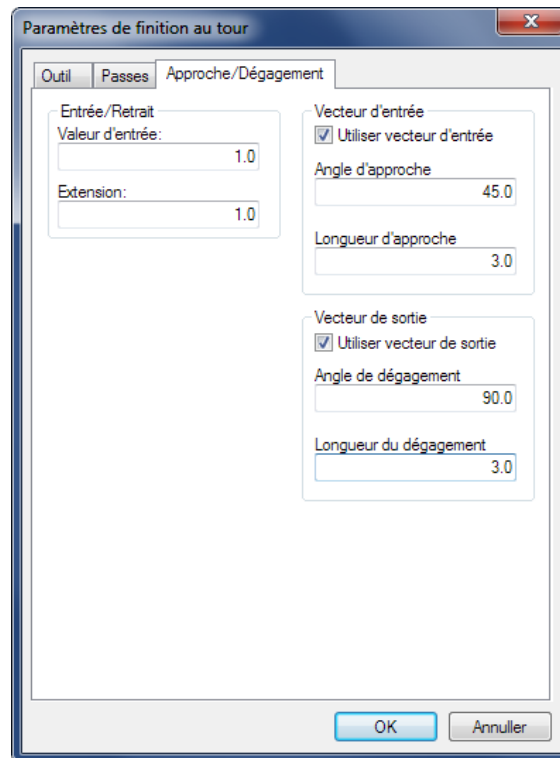 Paramètres de finition au tour
Outil
Passes
Approche/Dégagement
Entrée/Retrait
Valeur d'entrée:
1.0
Extension:
1.0
Vecteur d'entrée
Utiliser vecteur d'entrée
Angle d'approche
45.0
Longueur d'approche
3.0
Vecteur de sortie
Utiliser vecteur de sortie
Angle de dégagement
90.0
Longueur du dégagement
3.0
OK
Annuller